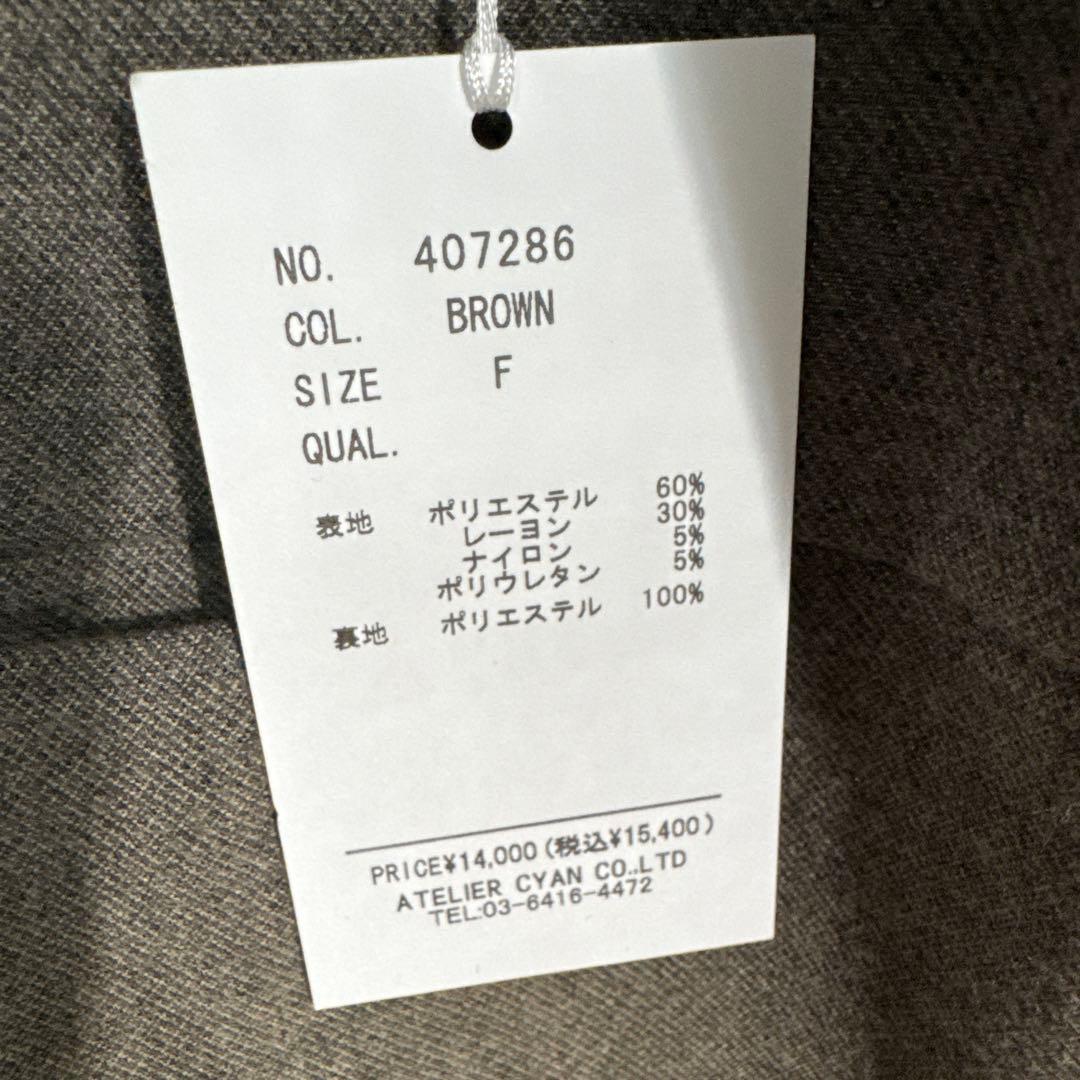 NO. 407286
COL. BROWN
SIZE F
QUAL.
表地 ポリエステル 60%
レーヨン 30%
ナイロン 5%
ポリウレタン 5%
裏地 ポリエステル 100%
PRICE¥14,000(税込¥15,400)
ATELIER CYAN CO.,LTD
TEL:03-6416-4472